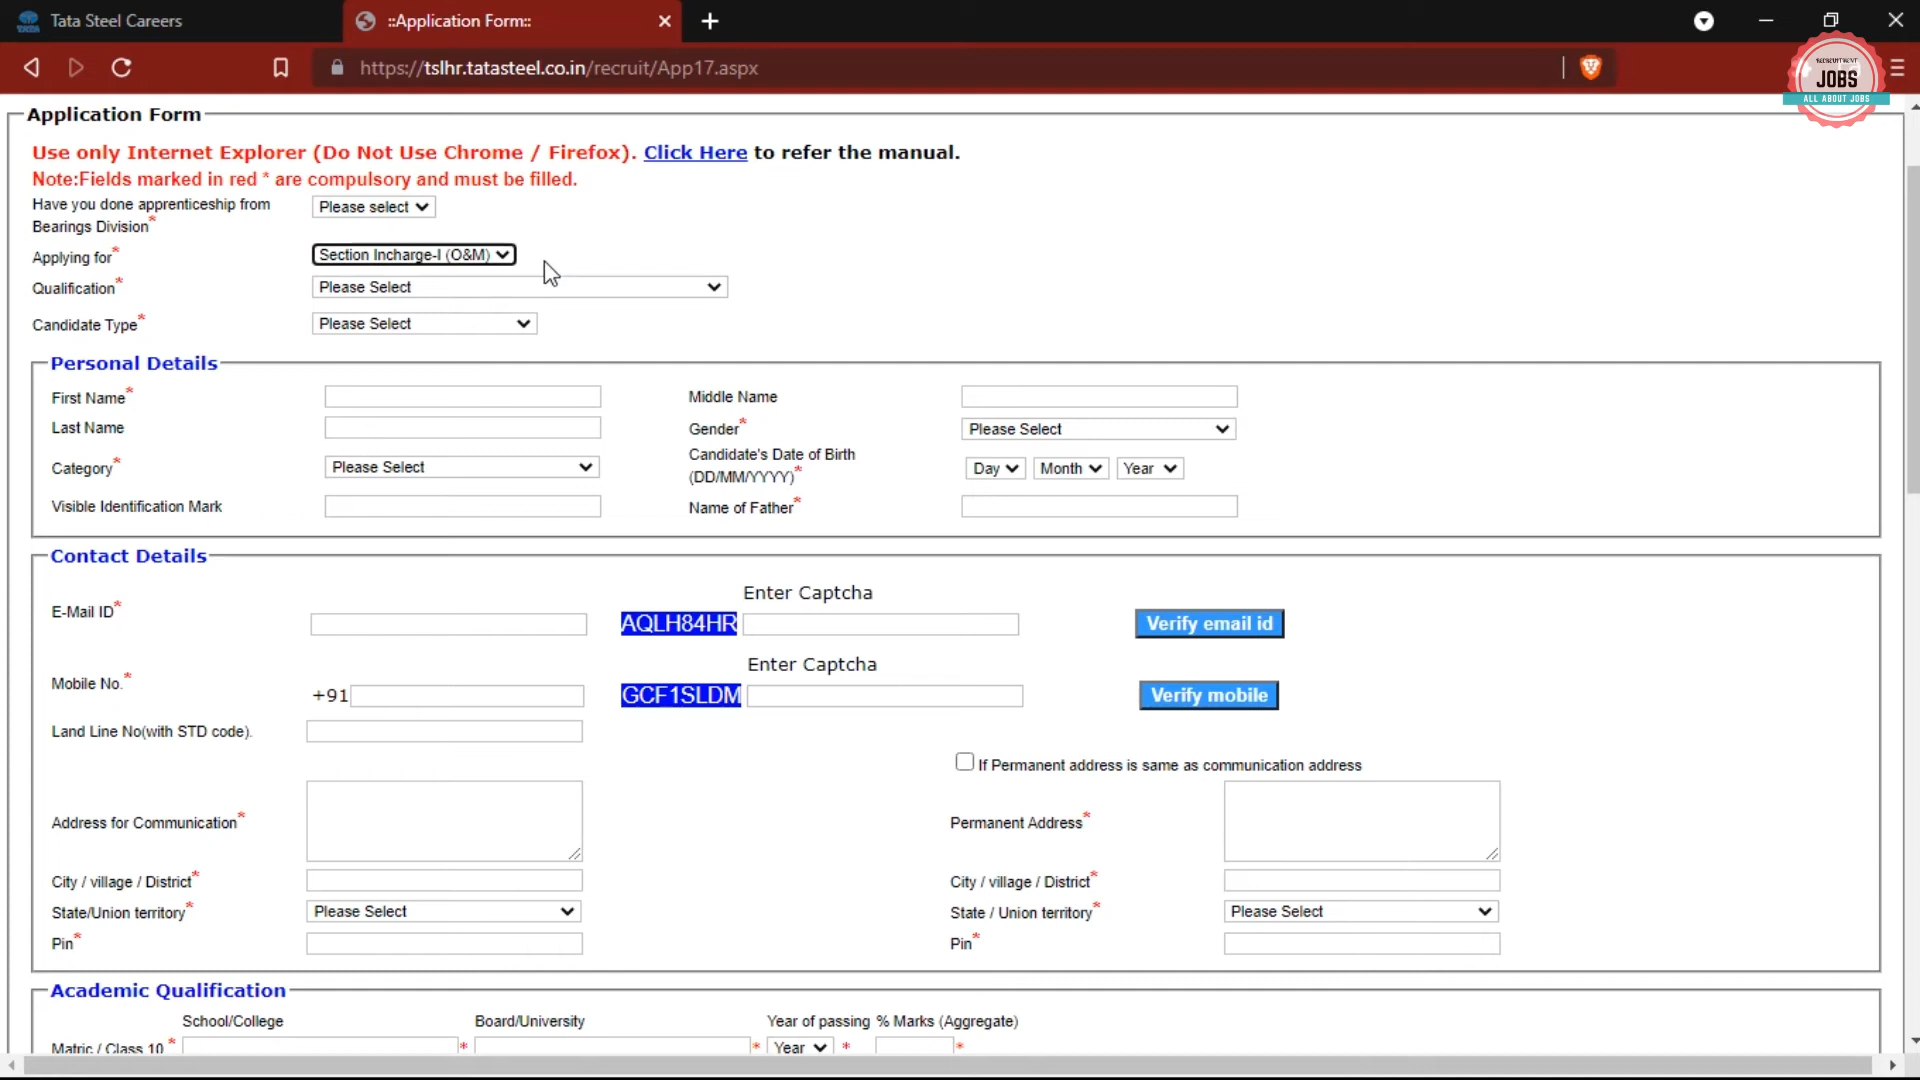 Tata Steel Careers
::Application Form::
https://tslhr.tatasteel.co.in/recruit/App17.aspx
RECRUITMENT
JOBS
ALL ABOUT JOBS
Application Form
Use only Internet Explorer (Do Not Use Chrome / Firefox). Click Here to refer the manual.
Note:Fields marked in red * are compulsory and must be filled.
Have you done apprenticeship from Bearings Division* Please select
Applying for* Section Incharge-I (O&M)
Qualification* Please Select
Candidate Type* Please Select
Personal Details
First Name* Middle Name
Last Name Gender* Please Select
Category* Please Select Candidate's Date of Birth (DD/MM/YYYY)* Day Month Year
Visible Identification Mark Name of Father*
Contact Details
Enter Captcha
E-Mail ID* AQLH84HR Verify email id
Enter Captcha
Mobile No.* +91 GCF1SLDM Verify mobile
Land Line No(with STD code).
If Permanent address is same as communication address
Address for Communication* Permanent Address*
City / village / District* City / village / District*
State/Union territory* Please Select State / Union territory* Please Select
Pin* Pin*
Academic Qualification
School/College Board/University Year of passing % Marks (Aggregate)
Matric / Class 10 * * * Year * *